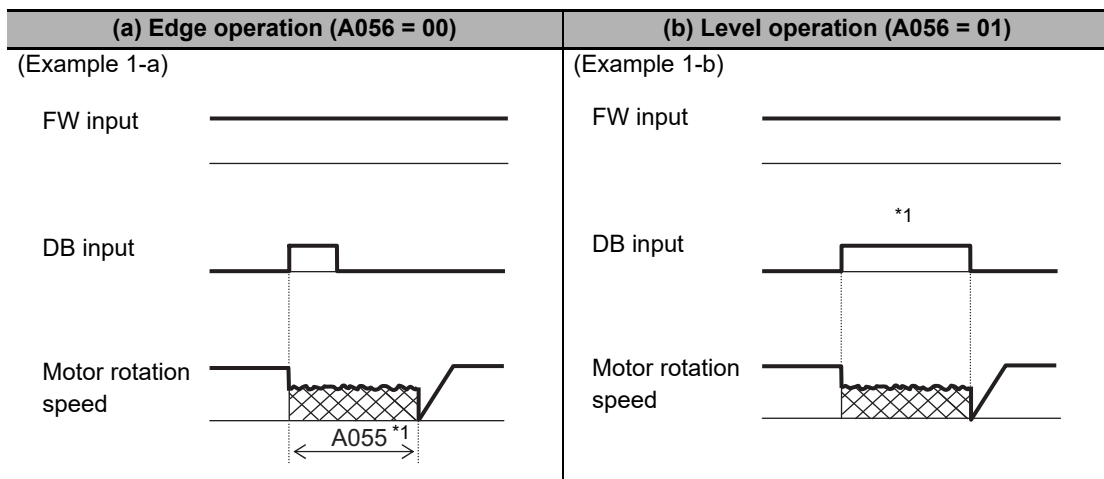 (a) Edge operation (A056 = 00)
(b) Level operation (A056 = 01)
(Example 1-a)
FW input
DB input
Motor rotation
speed
A055 *1
(Example 1-b)
FW input
*1
DB input
Motor rotation
speed